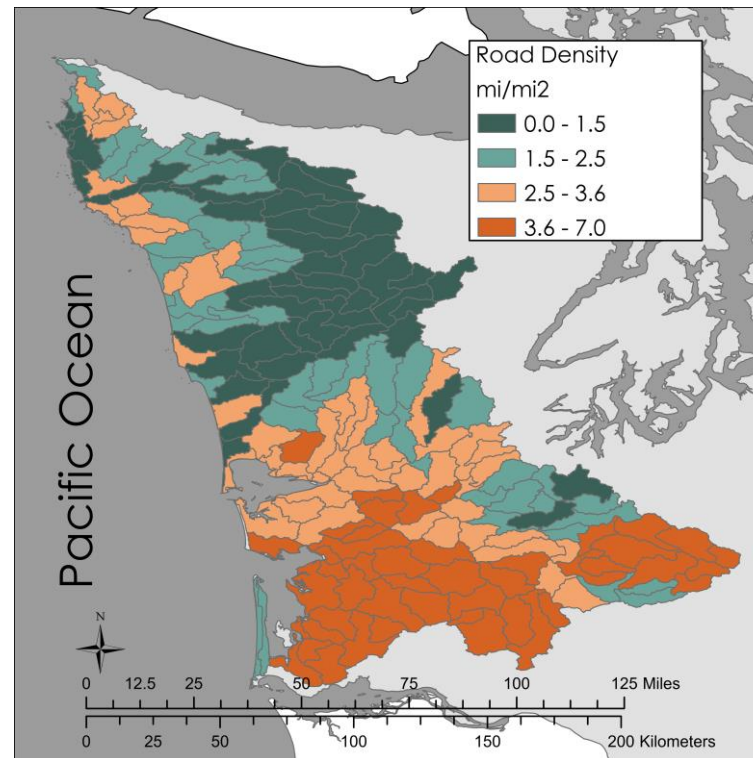 Road Density
mi/mi2
0.0 - 1.5
1.5 - 2.5
2.5 - 3.6
3.6 - 7.0
Pacific Ocean
N
0 12.5 25 50 75 100 125 Miles
0 25 50 100 150 200 Kilometers